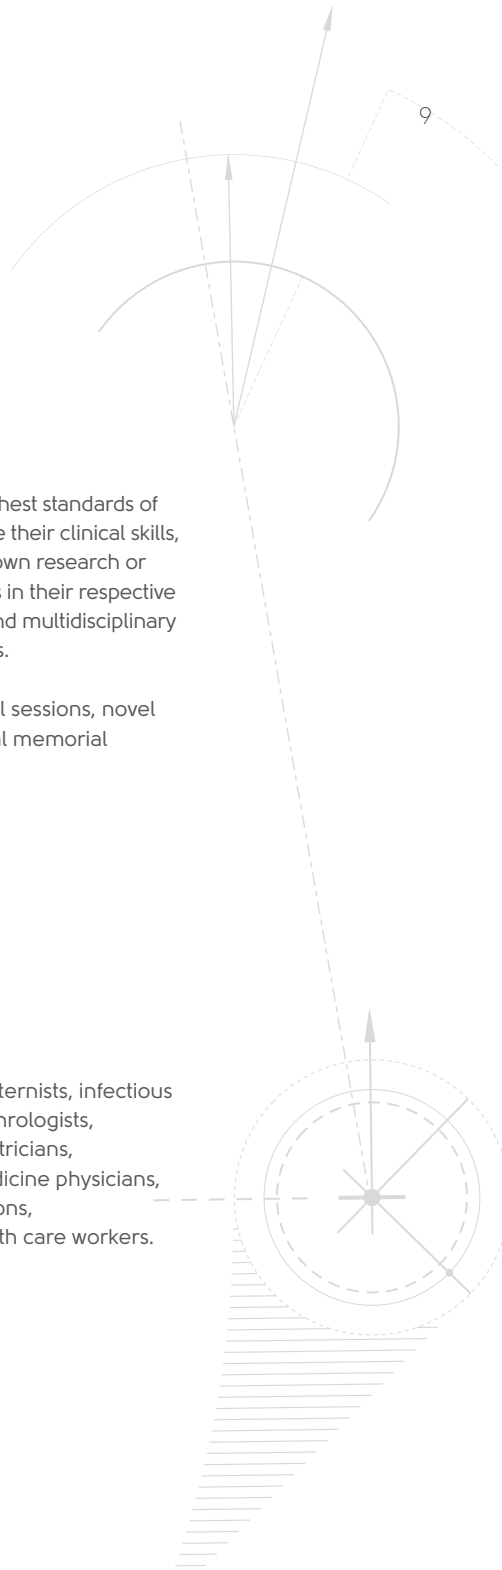 9
hest standards of
e their clinical skills,
own research or
s in their respective
nd multidisciplinary
s.
l sessions, novel
al memorial
ternists, infectious
hrologists,
tricians,
dicine physicians,
ons,
th care workers.